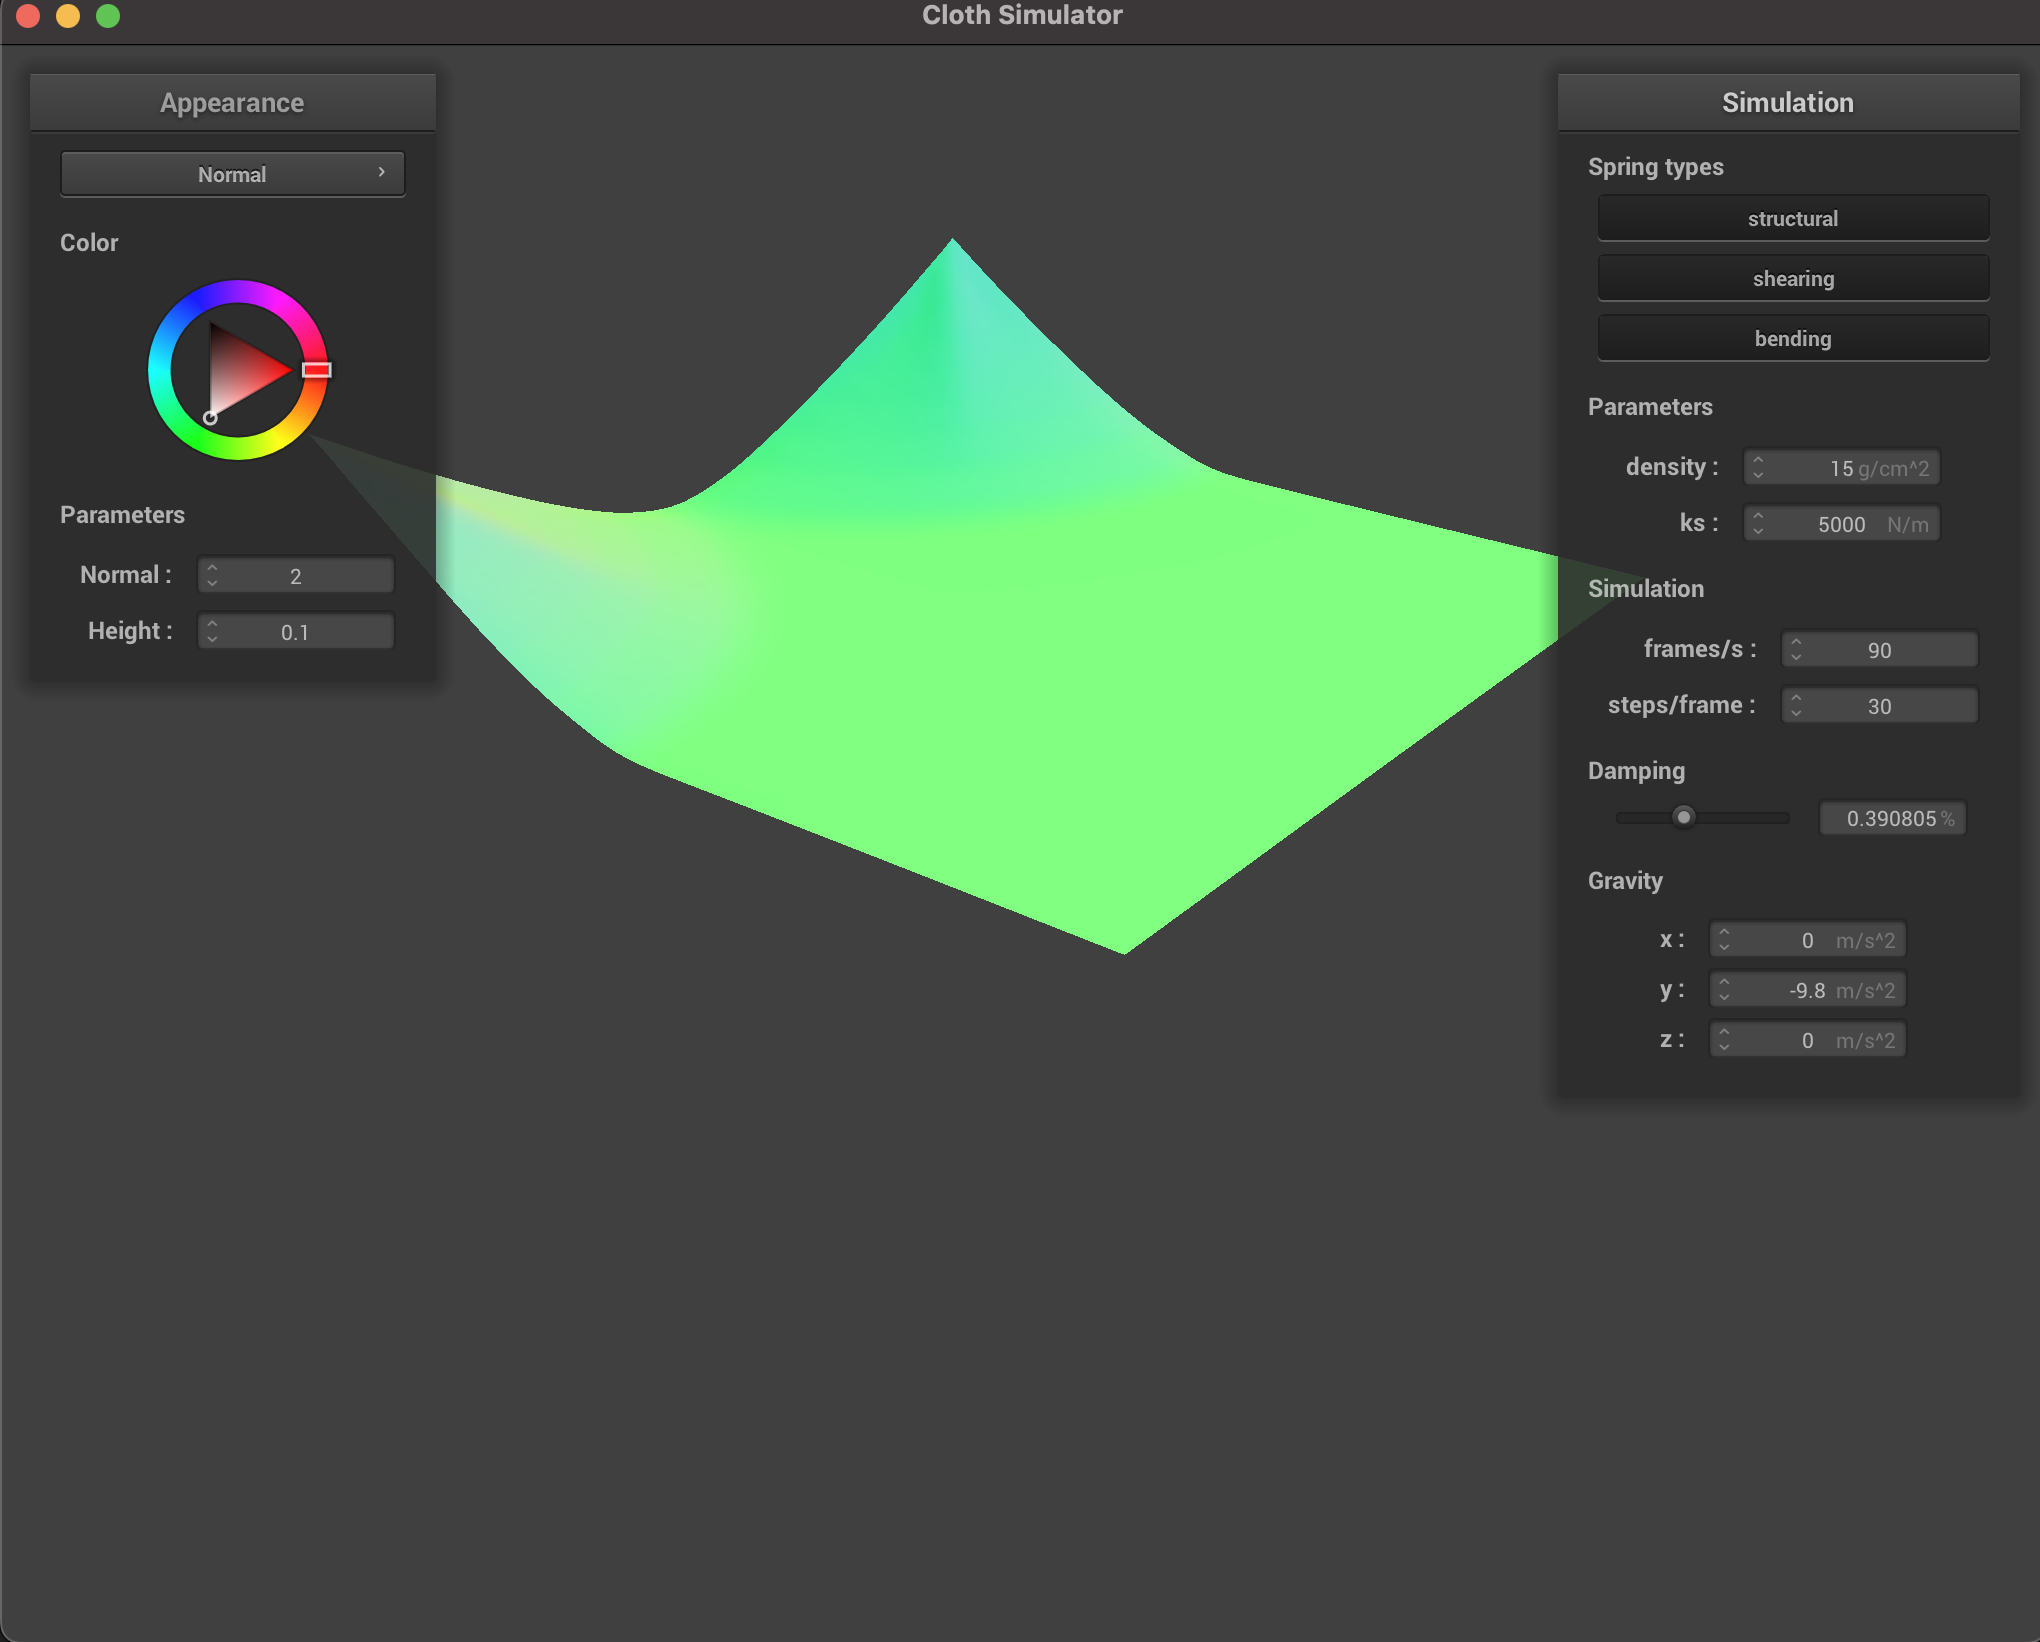 Cloth Simulator
Appearance
Normal
Color
Parameters
Normal : 2
Height : 0.1
Simulation
Spring types
structural
shearing
bending
Parameters
density : 15 g/cm^2
ks : 5000 N/m
Simulation
frames/s : 90
steps/frame : 30
Damping
0.390805 %
Gravity
x : 0 m/s^2
y : -9.8 m/s^2
z : 0 m/s^2